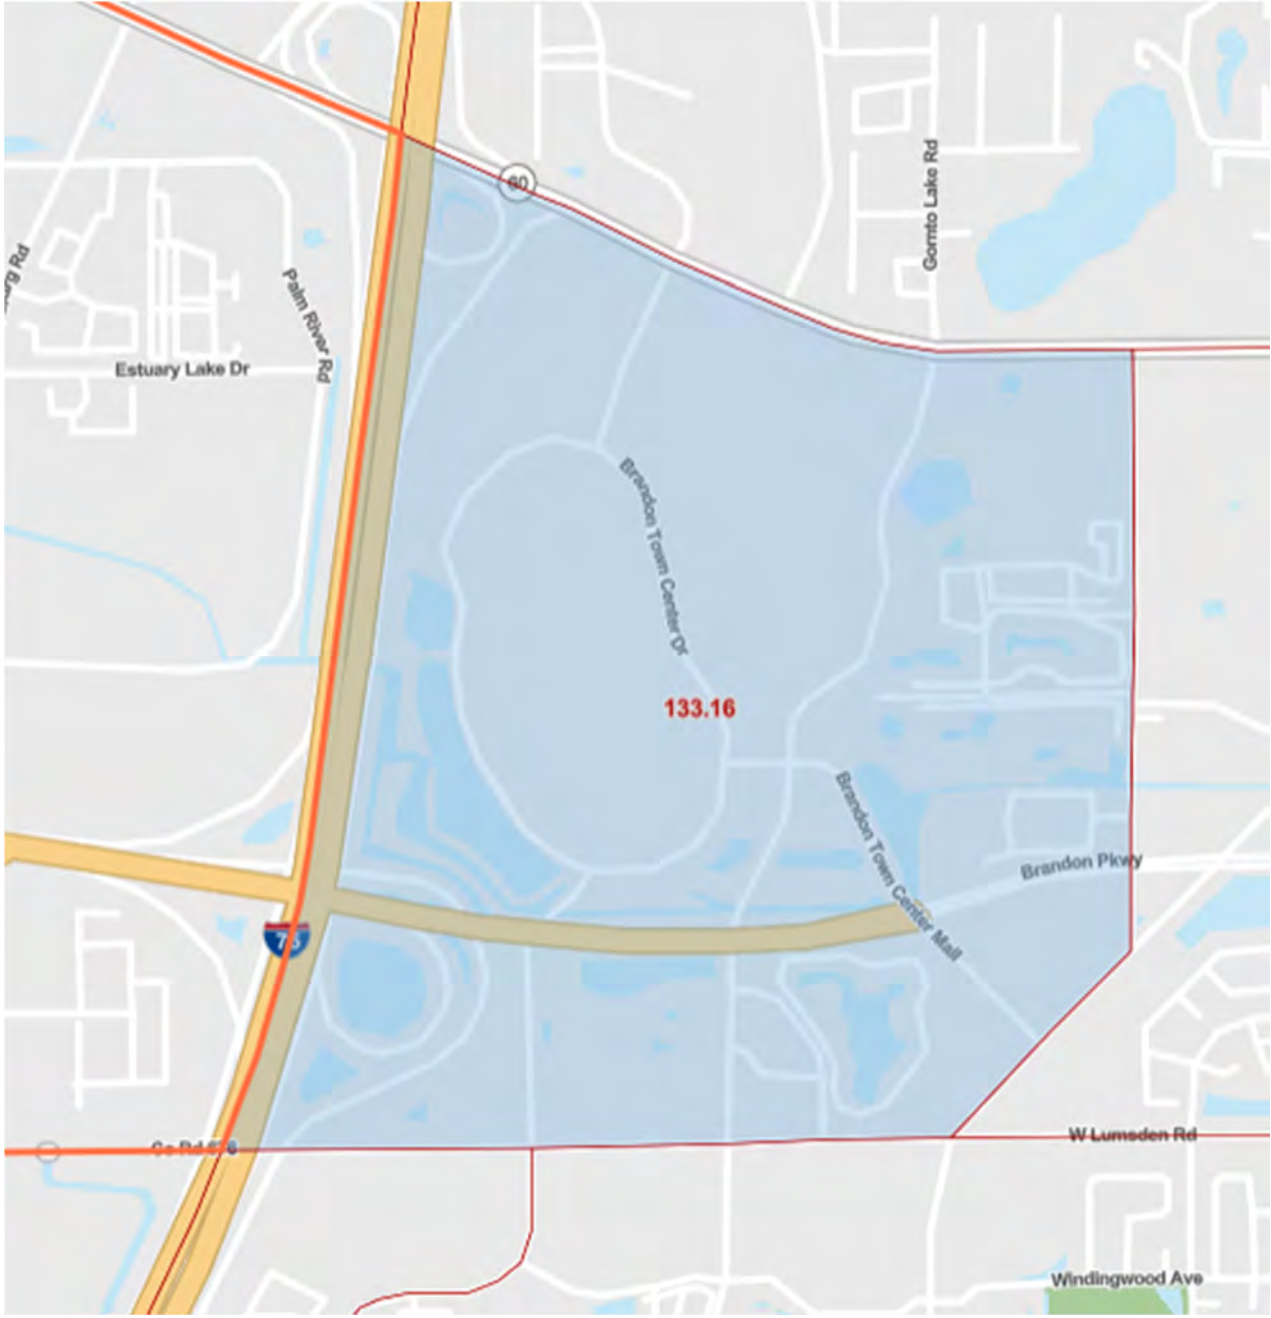 60
Gornto Lake Rd
Palm River Rd
Estuary Lake Dr
Brandon Town Center Dr
133.16
Brandon Town Center Mall
Brandon Pkwy
75
W Lumsden Rd
Windingwood Ave